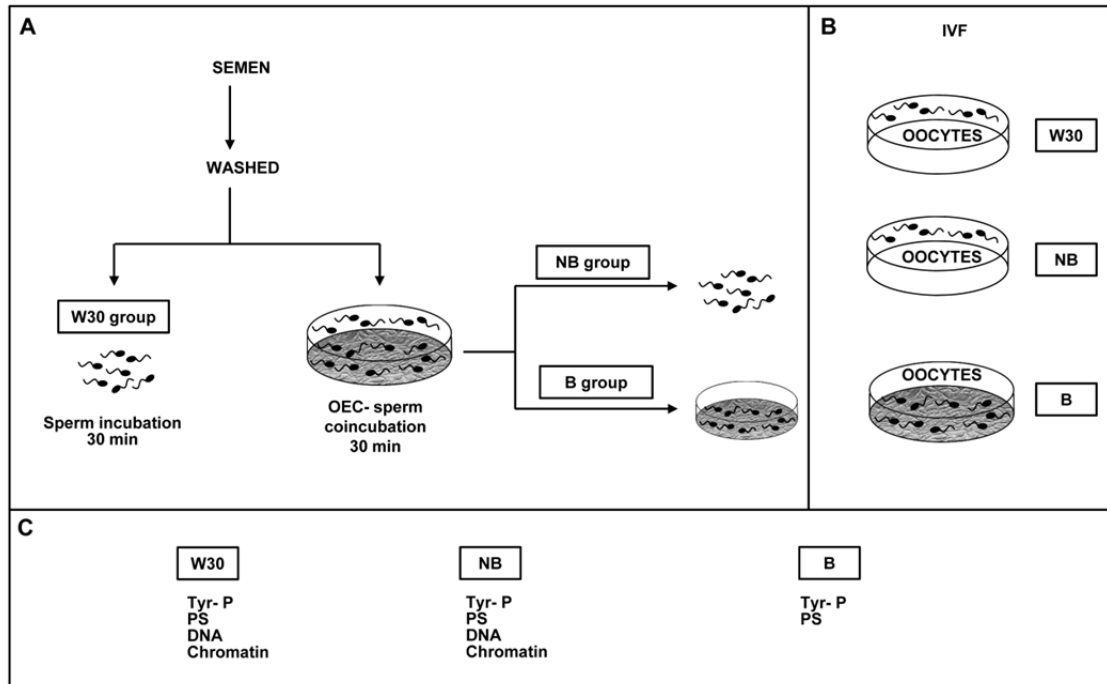 A
SEMEN
WASHED
W30 group
Sperm incubation
30 min
OEC- sperm
coincubation
30 min
NB group
B group
B
IVF
OOCYTES
W30
OOCYTES
NB
OOCYTES
B
C
W30
Tyr- P
PS
DNA
Chromatin
NB
Tyr- P
PS
DNA
Chromatin
B
Tyr- P
PS